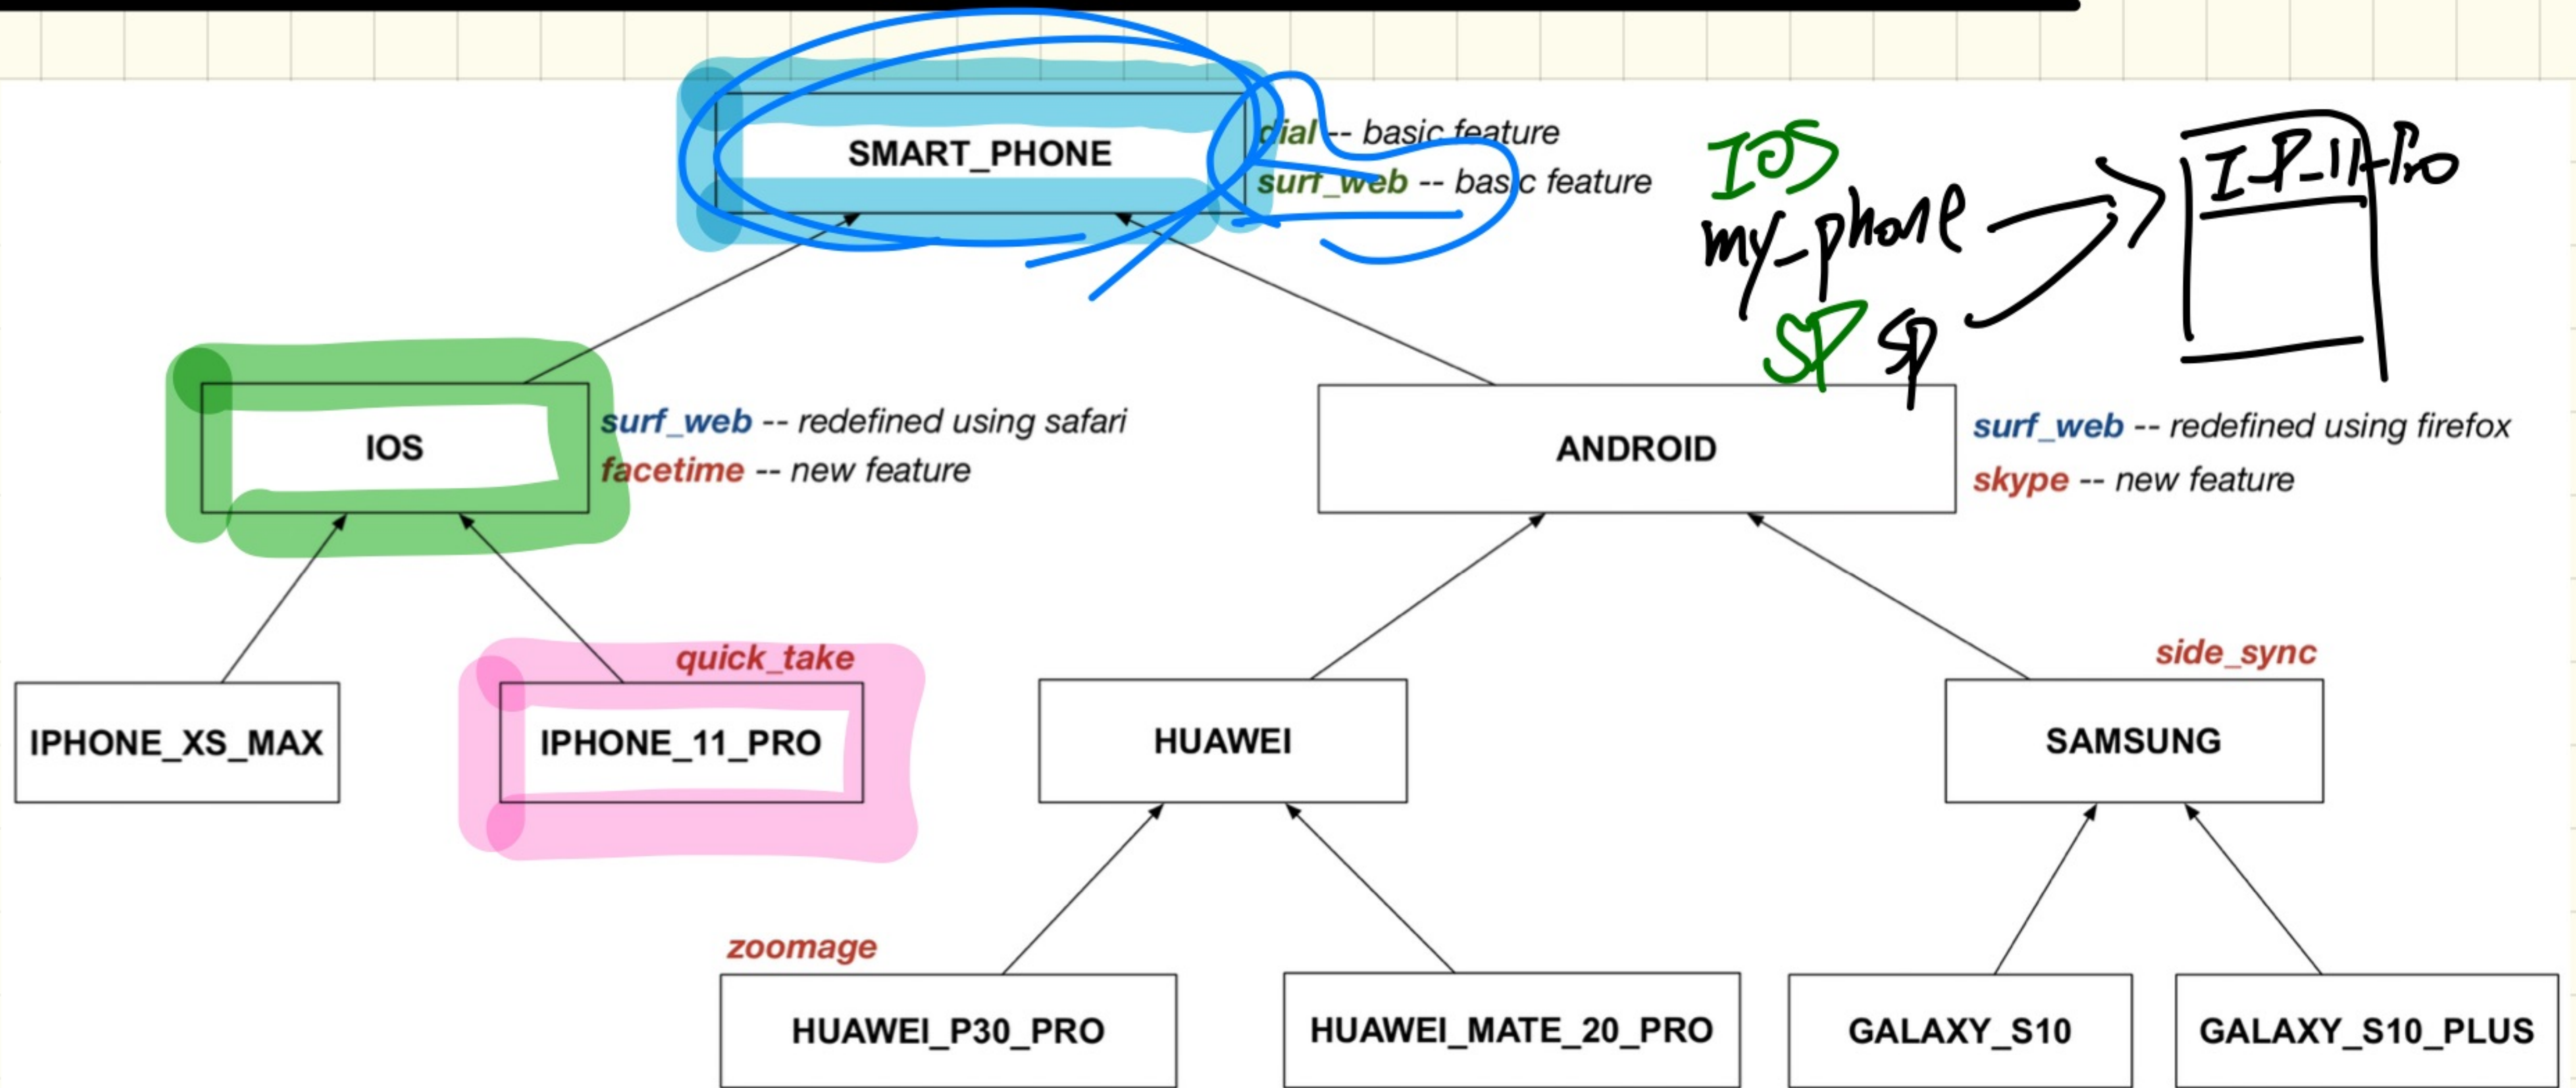 SMART_PHONE
dial -- basic feature
surf_web -- basic feature
IOS
my_phone
I_P_11_Pro
SP sp
IOS
surf_web -- redefined using safari
facetime -- new feature
ANDROID
surf_web -- redefined using firefox
skype -- new feature
IPHONE_XS_MAX
quick_take
IPHONE_11_PRO
HUAWEI
side_sync
SAMSUNG
zoomage
HUAWEI_P30_PRO
HUAWEI_MATE_20_PRO
GALAXY_S10
GALAXY_S10_PLUS